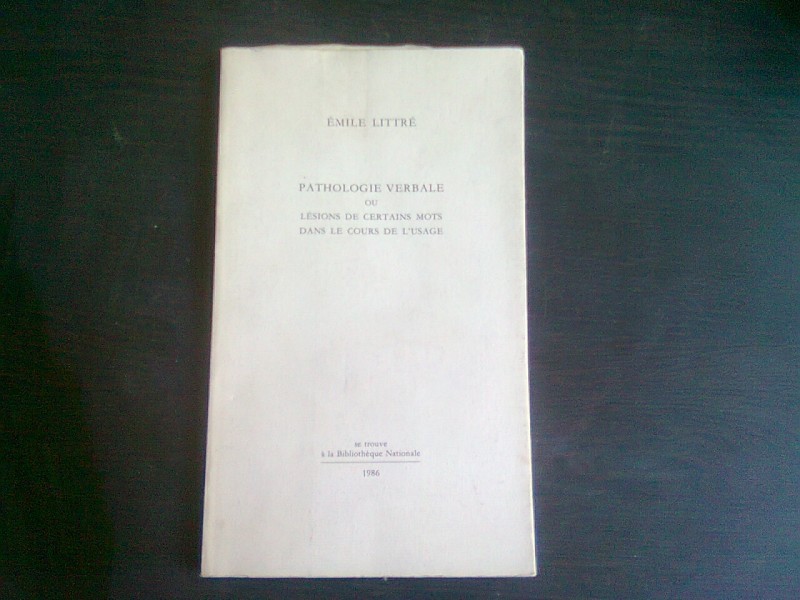 ÉMILE LITTRÉ
PATHOLOGIE VERBALE
OU
LÉSIONS DE CERTAINS MOTS
DANS LE COURS DE L'USAGE
se trouve
à la Bibliothèque Nationale
1986